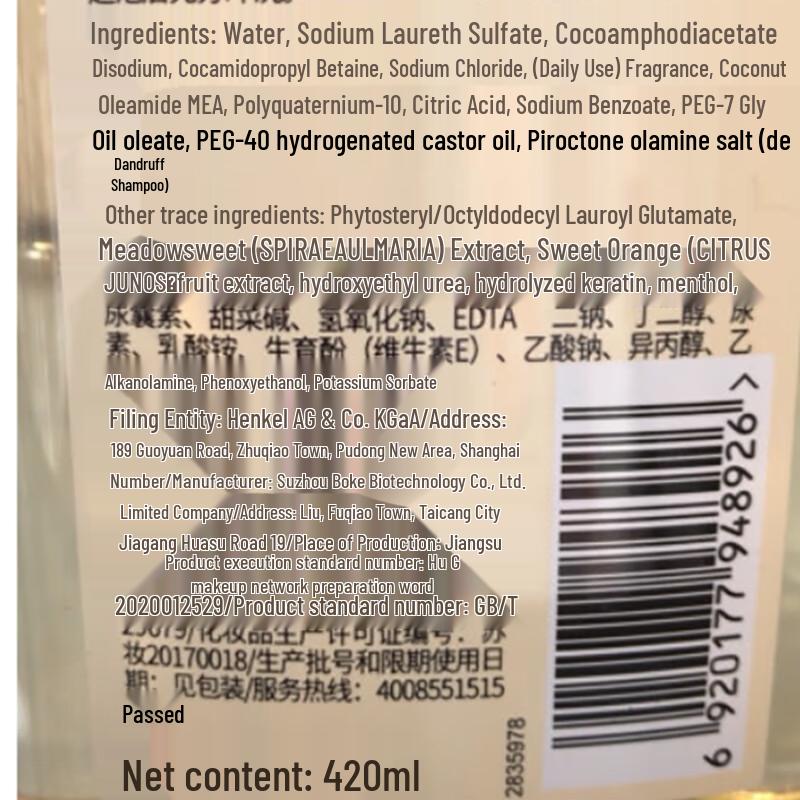 Ingredients: Water, Sodium Laureth Sulfate, Cocoamphodiacetate
Disodium, Cocamidopropyl Betaine, Sodium Chloride, (Daily Use) Fragrance, Coconut
Oleamide MEA, Polyquaternium-10, Citric Acid, Sodium Benzoate, PEG-7 Gly
Oil oleate, PEG-40 hydrogenated castor oil, Piroctone olamine salt (de
Dandruff
Shampoo)
Other trace ingredients: Phytosteryl/Octyldodecyl Lauroyl Glutamate,
Meadowsweet (SPIRAEAULMARIA) Extract, Sweet Orange (CITRUS
JUNOS fruit extract, hydroxyethyl urea, hydrolyzed keratin, menthol,
尿囊素、甜菜碱、氢氧化钠、EDTA 二钠、丁二醇、尿
素、乳酸铵、生育酚（维生素E）、乙酸钠、异丙醇、乙
Alkanolamine, Phenoxyethanol, Potassium Sorbate
Filing Entity: Henkel AG & Co. KGaA/Address:
189 Guoyuan Road, Zhuqiao Town, Pudong New Area, Shanghai
Number/Manufacturer: Suzhou Boke Biotechnology Co., Ltd.
Limited Company/Address: Liu, Fuqiao Town, Taicang City
Jiagang Huasu Road 19/Place of Production: Jiangsu
Product execution standard number: Hu G
makeup network preparation word
2020012529/Product standard number: GB/T
29679/化妆品生产许可证编号：苏
妆20170018/生产批号和限期使用日
期：见包装/服务热线：4008551515
Passed
Net content: 420ml
2835978
6 920177 948926 >